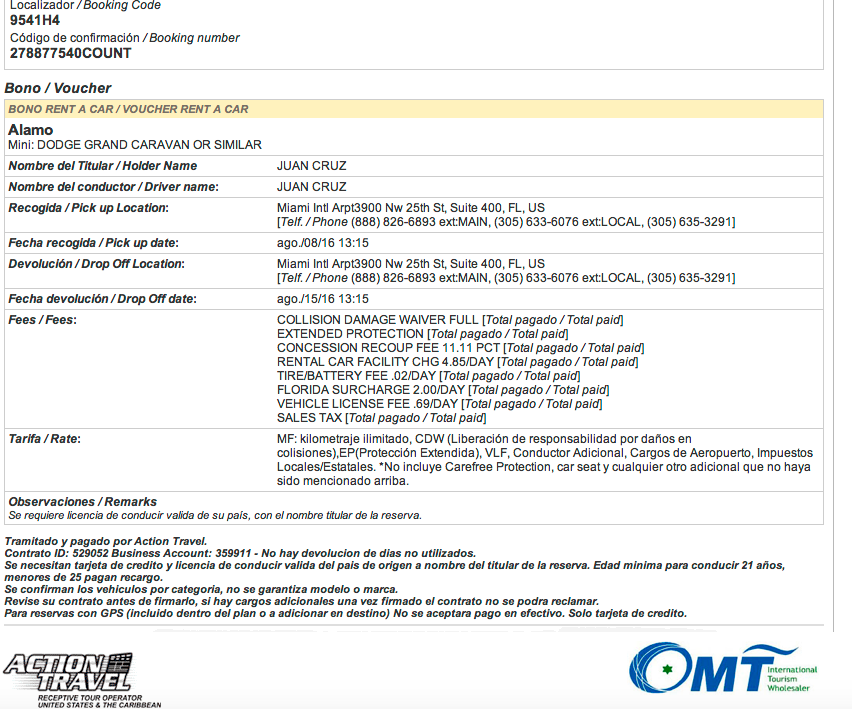 Localizador / Booking Code
9541H4
Código de confirmación / Booking number
278877540COUNT
Bono / Voucher
BONO RENT A CAR / VOUCHER RENT A CAR
Alamo
Mini: DODGE GRAND CARAVAN OR SIMILAR
Nombre del Titular / Holder Name JUAN CRUZ
Nombre del conductor / Driver name: JUAN CRUZ
Recogida / Pick up Location: Miami Intl Arpt3900 Nw 25th St, Suite 400, FL, US
[Telf. / Phone (888) 826-6893 ext:MAIN, (305) 633-6076 ext:LOCAL, (305) 635-3291]
Fecha recogida / Pick up date: ago./08/16 13:15
Devolución / Drop Off Location: Miami Intl Arpt3900 Nw 25th St, Suite 400, FL, US
[Telf. / Phone (888) 826-6893 ext:MAIN, (305) 633-6076 ext:LOCAL, (305) 635-3291]
Fecha devolución / Drop Off date: ago./15/16 13:15
Fees / Fees: COLLISION DAMAGE WAIVER FULL [Total pagado / Total paid]
EXTENDED PROTECTION [Total pagado / Total paid]
CONCESSION RECOUP FEE 11.11 PCT [Total pagado / Total paid]
RENTAL CAR FACILITY CHG 4.85/DAY [Total pagado / Total paid]
TIRE/BATTERY FEE .02/DAY [Total pagado / Total paid]
FLORIDA SURCHARGE 2.00/DAY [Total pagado / Total paid]
VEHICLE LICENSE FEE .69/DAY [Total pagado / Total paid]
SALES TAX [Total pagado / Total paid]
Tarifa / Rate: MF: kilometraje ilimitado, CDW (Liberación de responsabilidad por daños en
colisiones),EP(Protección Extendida), VLF, Conductor Adicional, Cargos de Aeropuerto, Impuestos
Locales/Estatales. *No incluye Carefree Protection, car seat y cualquier otro adicional que no haya
sido mencionado arriba.
Observaciones / Remarks
Se requiere licencia de conducir valida de su país, con el nombre titular de la reserva.
Tramitado y pagado por Action Travel.
Contrato ID: 529052 Business Account: 359911 - No hay devolucion de dias no utilizados.
Se necesitan tarjeta de credito y licencia de conducir valida del pais de origen a nombre del titular de la reserva. Edad minima para conducir 21 años,
menores de 25 pagan recargo.
Se confirman los vehiculos por categoria, no se garantiza modelo o marca.
Revise su contrato antes de firmarlo, si hay cargos adicionales una vez firmado el contrato no se podra reclamar.
Para reservas con GPS (incluido dentro del plan o a adicionar en destino) No se aceptara pago en efectivo. Solo tarjeta de credito.
ACTION
TRAVEL
RECEPTIVE TOUR OPERATOR
UNITED STATES & THE CARIBBEAN
OMT
International
Tourism
Wholesaler